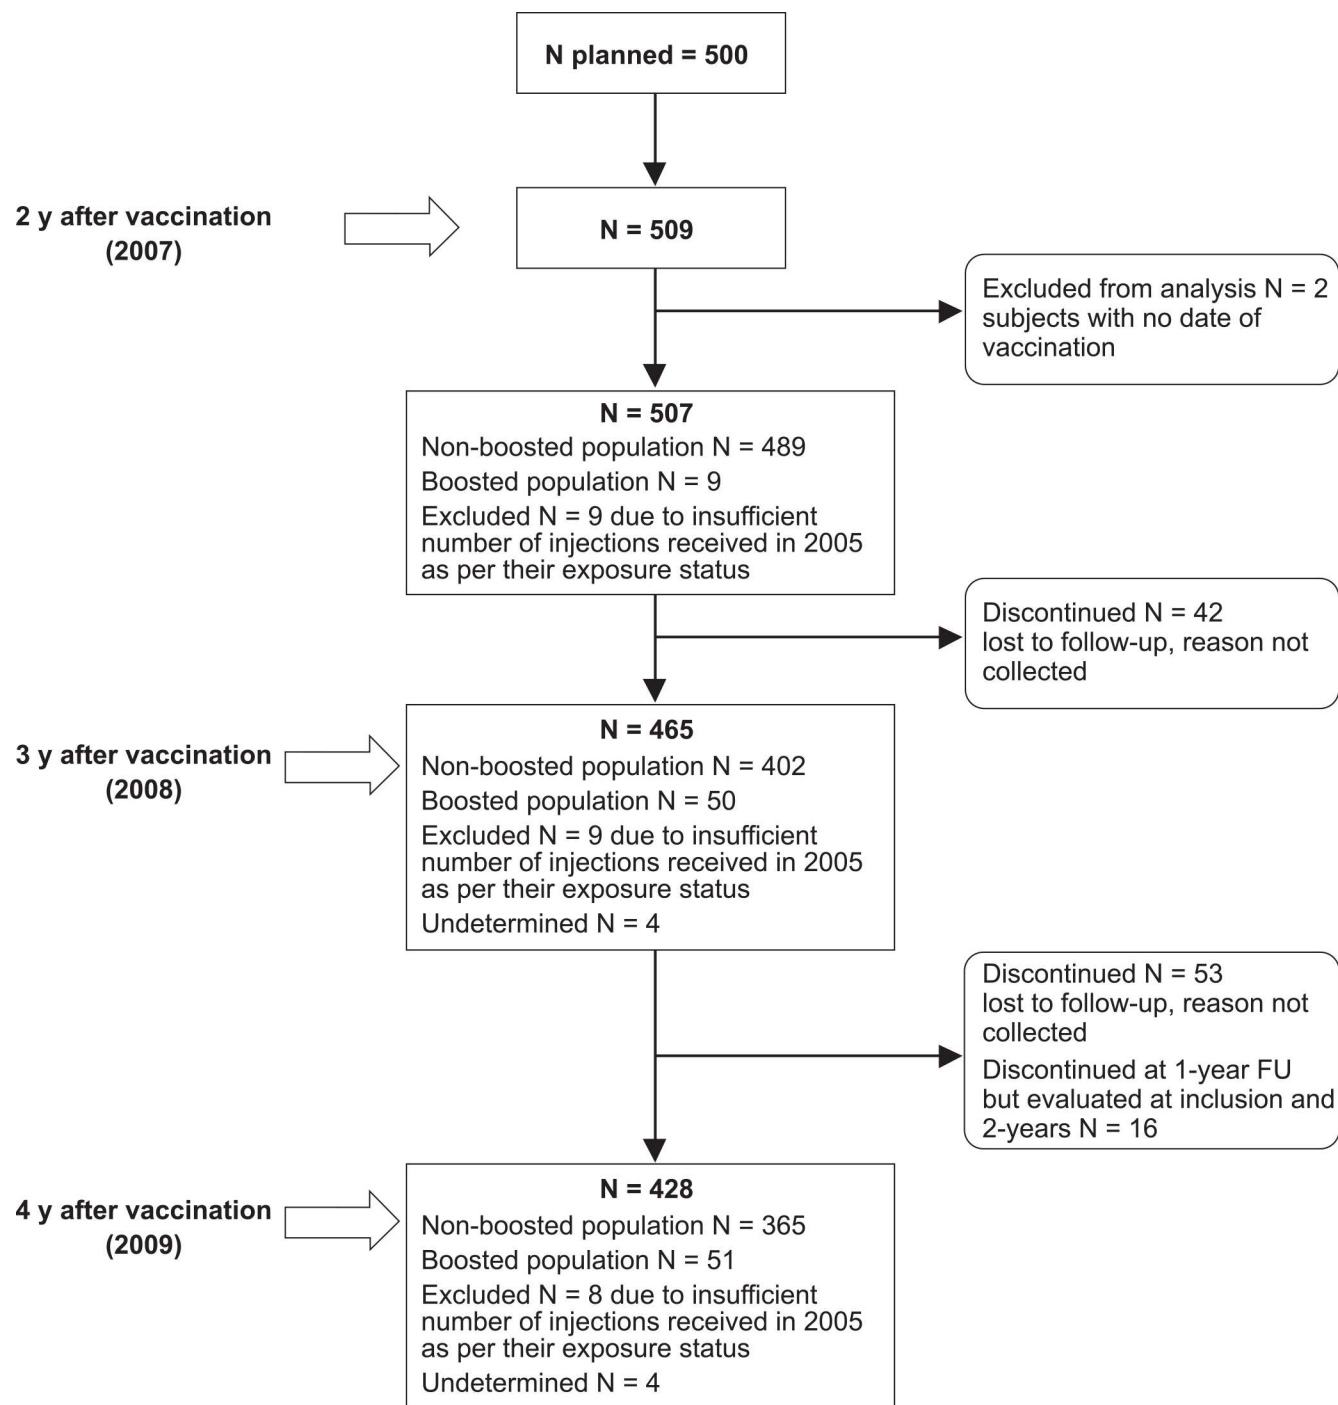 N planned = 500
2 y after vaccination
(2007)
N = 509
Excluded from analysis N = 2
subjects with no date of
vaccination
N = 507
Non-boosted population N = 489
Boosted population N = 9
Excluded N = 9 due to insufficient
number of injections received in 2005
as per their exposure status
Discontinued N = 42
lost to follow-up, reason not
collected
3 y after vaccination
(2008)
N = 465
Non-boosted population N = 402
Boosted population N = 50
Excluded N = 9 due to insufficient
number of injections received in 2005
as per their exposure status
Undetermined N = 4
Discontinued N = 53
lost to follow-up, reason not
collected
Discontinued at 1-year FU
but evaluated at inclusion and
2-years N = 16
4 y after vaccination
(2009)
N = 428
Non-boosted population N = 365
Boosted population N = 51
Excluded N = 8 due to insufficient
number of injections received in 2005
as per their exposure status
Undetermined N = 4